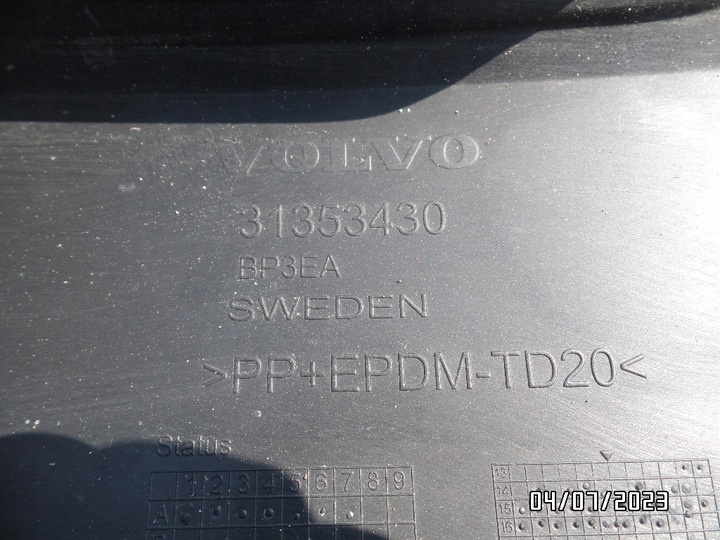 VOLVO
31353430
BP3EA
SWEDEN
>PP+EPDM-TD20<
Status
1 2 3 4 5 6 7 8 9
A
13
14
15
16
04/07/2023